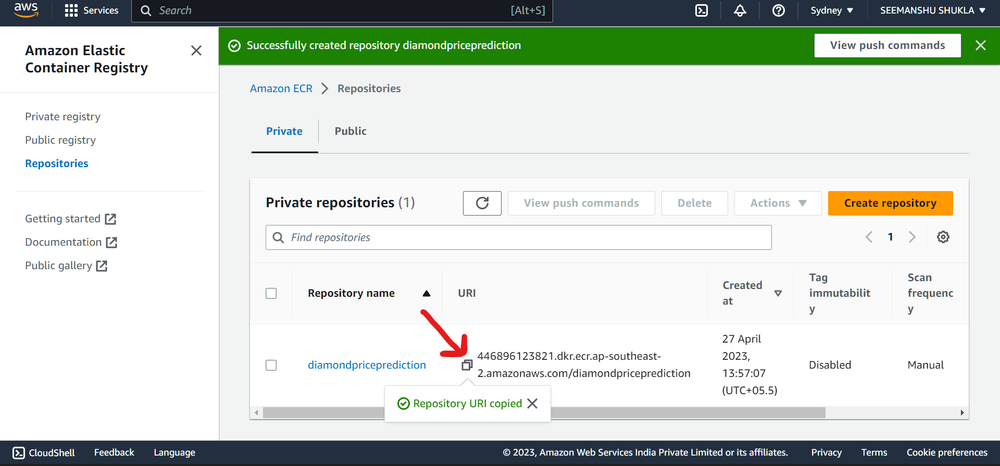 aws
Services
Search
[Alt+S]
Sydney
SEEMANSHU SHUKLA
Amazon Elastic
Container Registry
Private registry
Public registry
Repositories
Getting started
Documentation
Public gallery
Successfully created repository diamondpriceprediction
View push commands
Amazon ECR
Repositories
Private
Public
Private repositories (1)
View push commands
Delete
Actions
Create repository
Find repositories
1
Repository name
URI
Created
at
Tag
immutabilit
y
Scan
frequenc
y
diamondpriceprediction
446896123821.dkr.ecr.ap-southeast-
2.amazonaws.com/diamondpriceprediction
27 April
2023,
13:57:07
(UTC+05.5)
Disabled
Manual
Repository URI copied
CloudShell
Feedback
Language
© 2023, Amazon Web Services India Private Limited or its affiliates.
Privacy
Terms
Cookie preferences